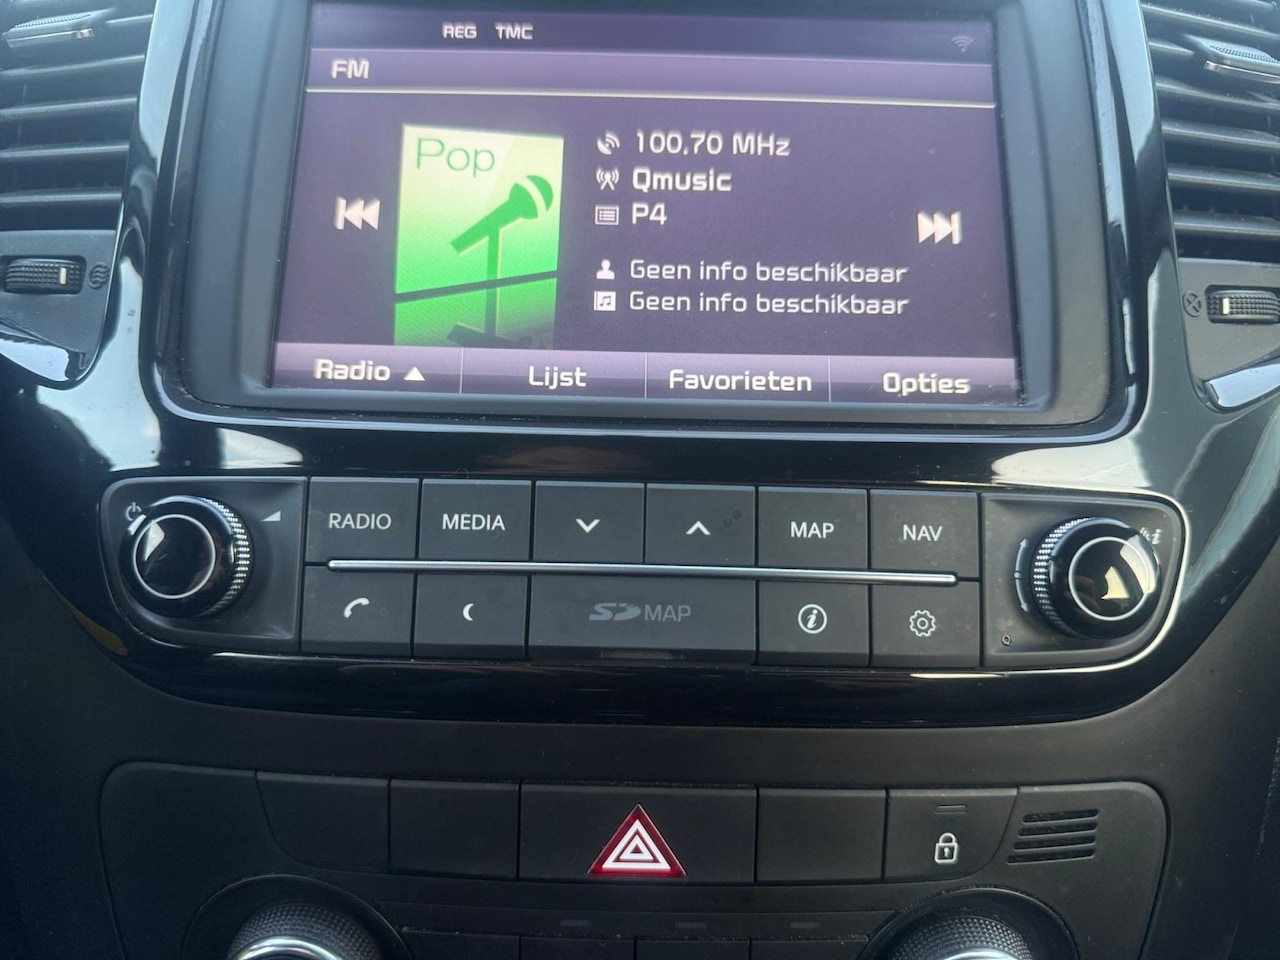 REG TMC
FM
Pop
100.70 MHz
Qmusic
P4
Geen info beschikbaar
Geen info beschikbaar
Radio Lijst Favorieten Opties
RADIO MEDIA MAP NAV
SD MAP